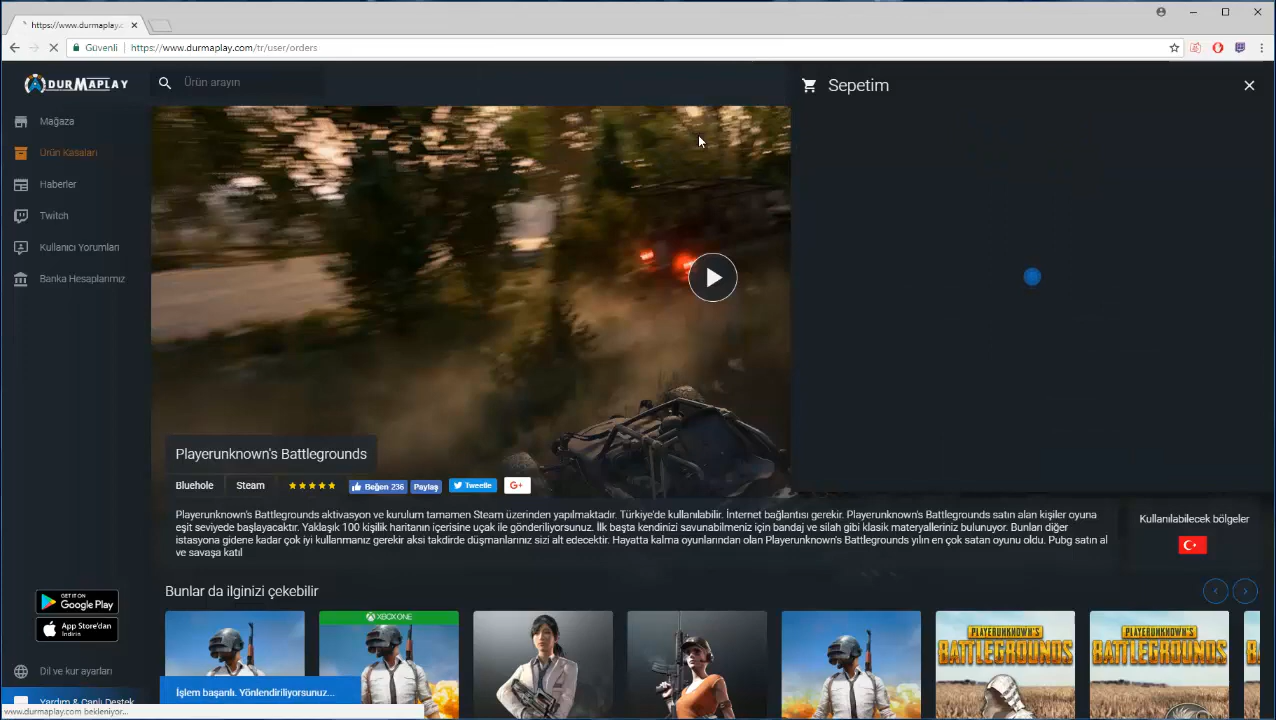 https://www.durmaplay.c
Güvenli
https://www.durmaplay.com/tr/user/orders
DURMAPLAY
Ürün arayın
Sepetim
Mağaza
Ürün Kasaları
Haberler
Twitch
Kullanıcı Yorumları
Banka Hesaplarımız
Playerunknown's Battlegrounds
Bluehole
Steam
Beğen 236
Paylaş
Tweetle
G+
Playerunknown's Battlegrounds aktivasyon ve kurulum tamamen Steam üzerinden yapılmaktadır. Türkiye'de kullanılabilir. İnternet bağlantısı gerekir. Playerunknown's Battlegrounds satın alan kişiler oyuna
eşit seviyede başlayacaktır. Yaklaşık 100 kişilik haritanın içerisine uçak ile gönderiliyorsunuz. İlk başta kendinizi savunabilmeniz için bandaj ve silah gibi klasik materyalleriniz bulunuyor. Bunları diğer
istasyona gidene kadar çok iyi kullanmanız gerekir aksi takdirde düşmanlarınız sizi alt edecektir. Hayatta kalma oyunlarından olan Playerunknown's Battlegrounds yılın en çok satan oyunu oldu. Pubg satın al
ve savaşa katıl
Kullanılabilecek bölgeler
Bunlar da ilginizi çekebilir
GET IT ON
Google Play
App Store'dan
İndirin
XBOX ONE
PLAYERUNKNOWN'S
BATTLEGROUNDS
PLAYERUNKNOWN'S
BATTLEGROUNDS
Dil ve kur ayarları
Yardım & Canlı Destek
İşlem başarılı. Yönlendiriliyorsunuz...
www.durmaplay.com bekleniyor...